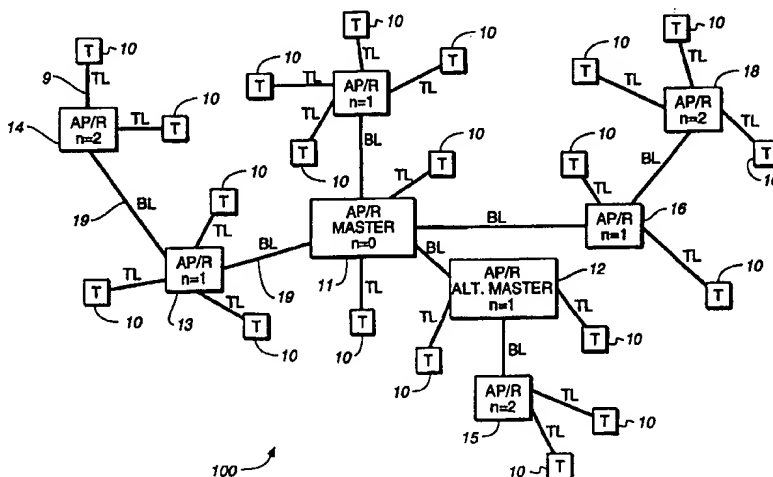 10
T
9
TL
14
AP/R
n=2
TL
T
10
19
BL
10
T
TL
10
T
TL
AP/R
n=1
13
TL
T
10
BL
19
10
T
TL
10
T
TL
AP/R
n=1
TL
T
10
TL
T
10
BL
T
10
TL
AP/R
MASTER
n=0
11
TL
T
10
BL
BL
AP/R
ALT. MASTER
n=1
12
TL
T
10
TL
T
10
BL
AP/R
n=2
15
TL
T
10
TL
T
10
10
T
TL
AP/R
n=1
16
TL
T
10
BL
10
T
TL
10
T
TL
AP/R
n=2
18
TL
T
100